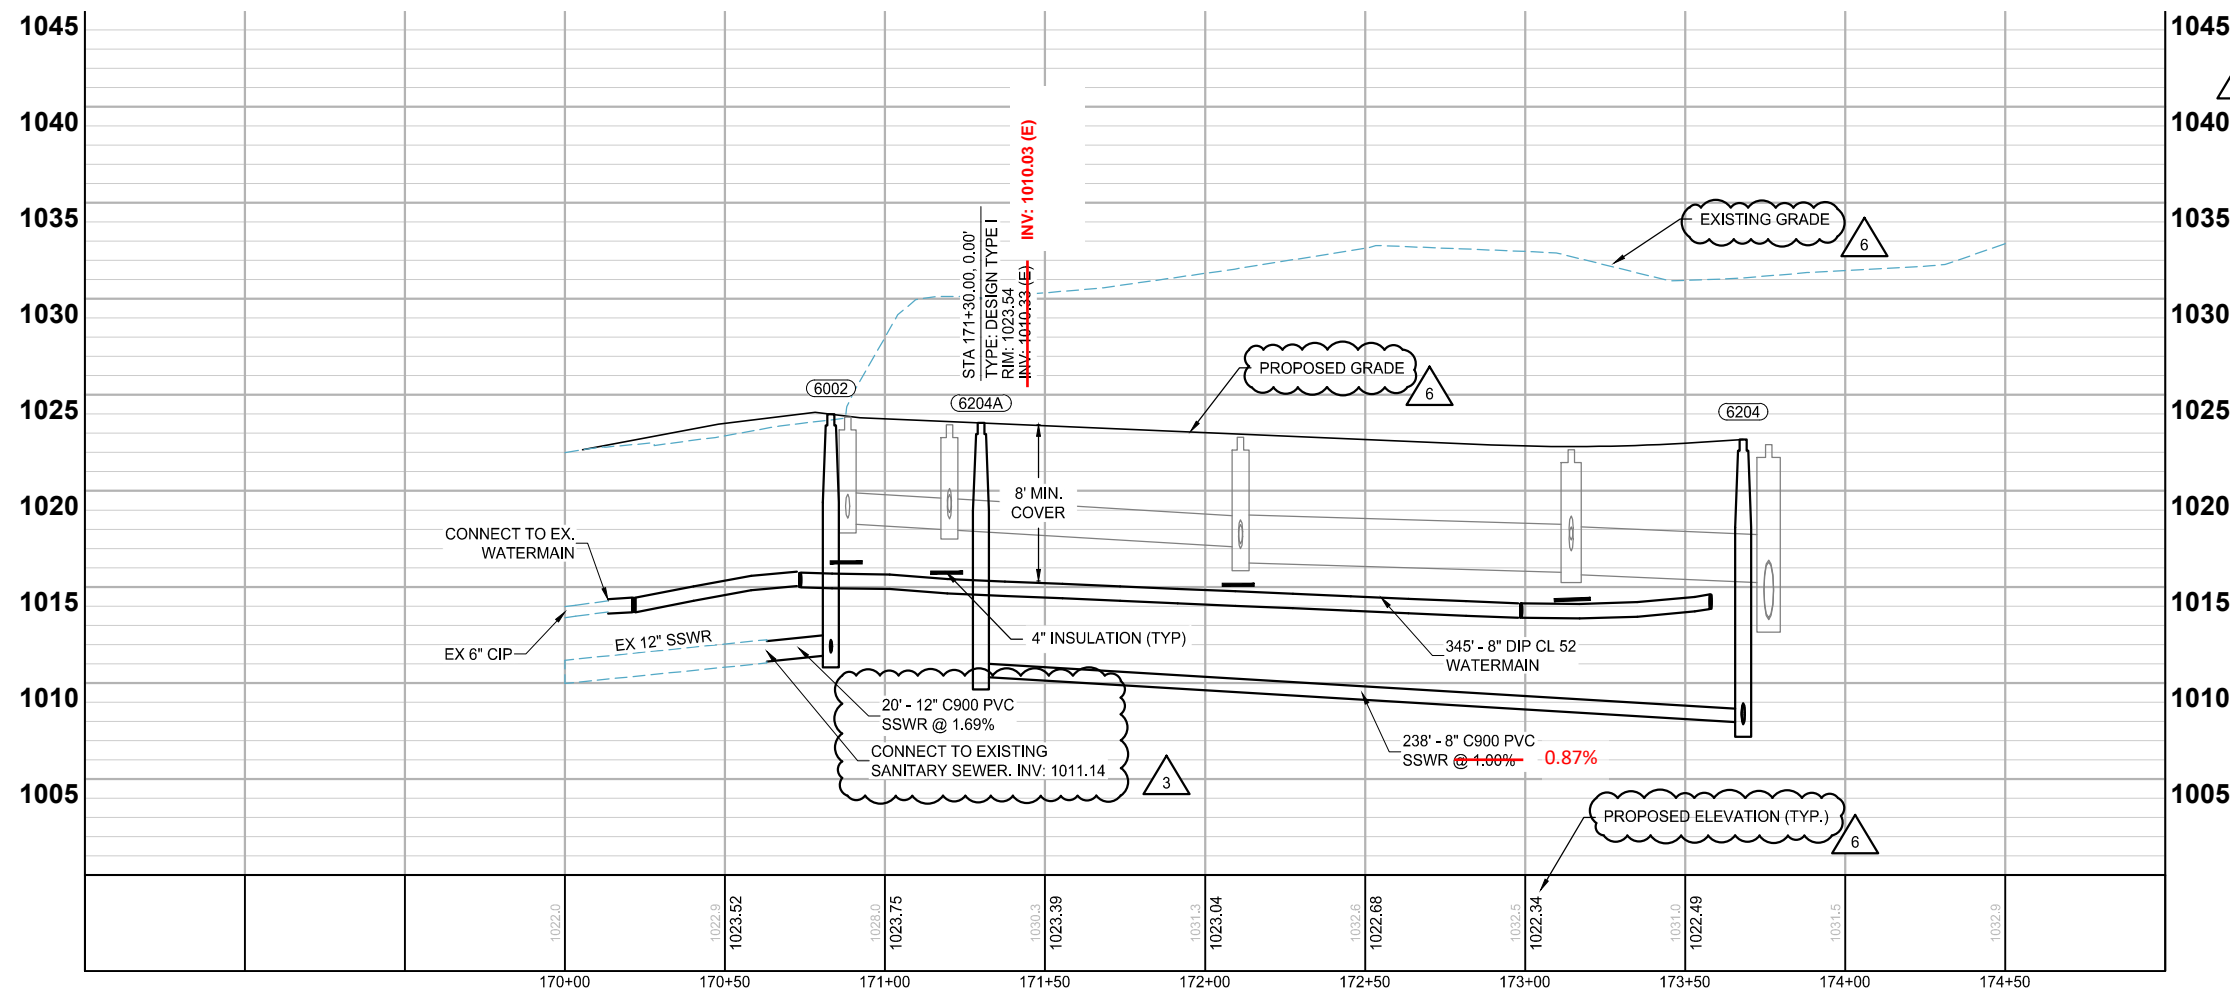 1045
1045
1040
1040
1035
1035
1030
1030
1025
1025
1020
1020
1015
1015
1010
1010
1005
1005
STA 171+30.00, 0.00'
TYPE: DESIGN TYPE I
RIM: 1023.54
INV: 1010.33 (E)
INV: 1010.03 (E)
EXISTING GRADE
6
PROPOSED GRADE
6
6002
6204A
6204
8' MIN.
COVER
CONNECT TO EX.
WATERMAIN
EX 6" CIP
EX 12" SSWR
4" INSULATION (TYP)
345' - 8" DIP CL 52
WATERMAIN
20' - 12" C900 PVC
SSWR @ 1.69%
CONNECT TO EXISTING
SANITARY SEWER. INV: 1011.14
3
238' - 8" C900 PVC
SSWR @ 1.00% 0.87%
PROPOSED ELEVATION (TYP.)
6
1022.0
1022.9
1023.52
1028.0
1023.75
1030.3
1023.39
1031.3
1023.04
1032.6
1022.68
1032.5
1022.34
1031.0
1022.49
1031.5
1032.9
170+00
170+50
171+00
171+50
172+00
172+50
173+00
173+50
174+00
174+50